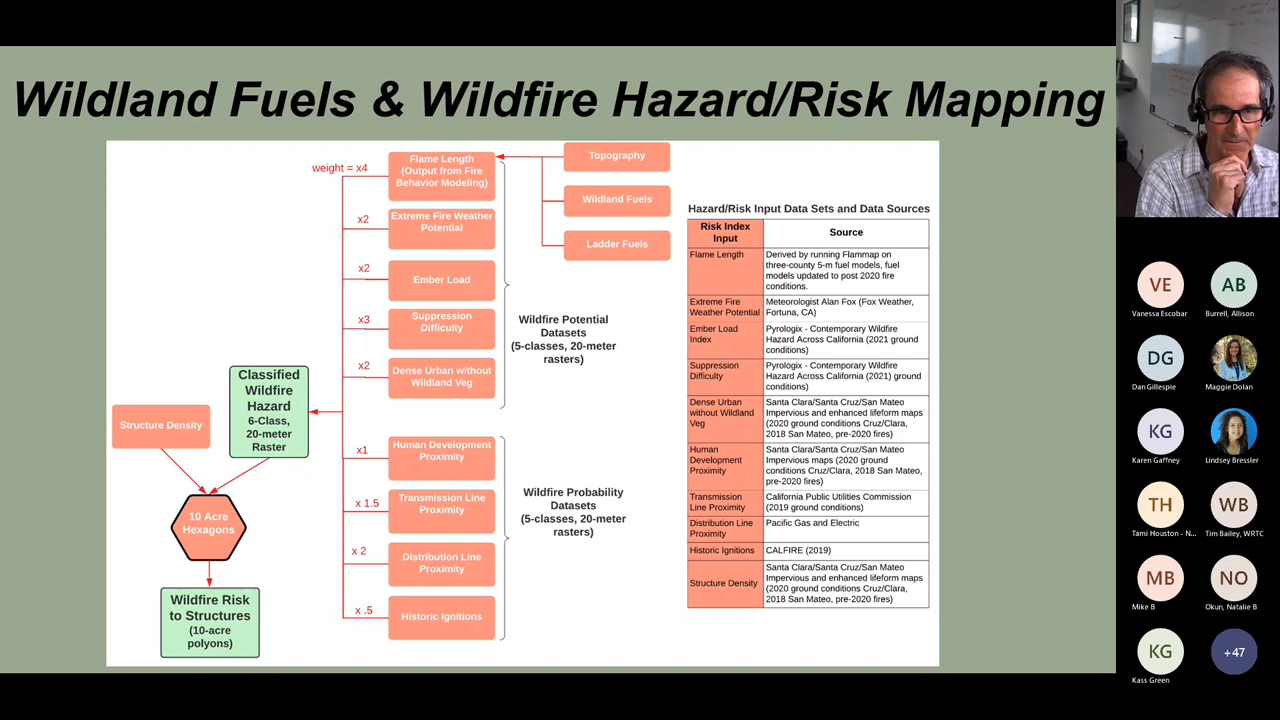 Wildland Fuels & Wildfire Hazard/Risk Mapping
weight = x4
Flame Length
(Output from Fire
Behavior Modeling)
Topography
Wildland Fuels
Ladder Fuels
x2
Extreme Fire Weather
Potential
x2
Ember Load
x3
Suppression
Difficulty
x2
Dense Urban without
Wildland Veg
Wildfire Potential
Datasets
(5-classes, 20-meter
rasters)
Classified
Wildfire
Hazard
6-Class,
20-meter
Raster
Structure Density
x1
Human Development
Proximity
x 1.5
Transmission Line
Proximity
x 2
Distribution Line
Proximity
x .5
Historic Ignitions
Wildfire Probability
Datasets
(5-classes, 20-meter
rasters)
10 Acre
Hexagons
Wildfire Risk
to Structures
(10-acre
polyons)
Hazard/Risk Input Data Sets and Data Sources
Risk Index
Input
Source
Flame Length
Derived by running Flammap on
three-county 5-m fuel models, fuel
models updated to post 2020 fire
conditions.
Extreme Fire
Weather Potential
Meteorologist Alan Fox (Fox Weather,
Fortuna, CA)
Ember Load
Index
Pyrologix - Contemporary Wildfire
Hazard Across California (2021 ground
conditions)
Suppression
Difficulty
Pyrologix - Contemporary Wildfire
Hazard Across California (2021) ground
conditions)
Dense Urban
without Wildland
Veg
Santa Clara/Santa Cruz/San Mateo
Impervious and enhanced lifeform maps
(2020 ground conditions Cruz/Clara,
2018 San Mateo, pre-2020 fires)
Human
Development
Proximity
Santa Clara/Santa Cruz/San Mateo
Impervious maps (2020 ground
conditions Cruz/Clara, 2018 San Mateo,
pre-2020 fires)
Transmission
Line Proximity
California Public Utilities Commission
(2019 ground conditions)
Distribution Line
Proximity
Pacific Gas and Electric
Historic Ignitions
CALFIRE (2019)
Structure Density
Santa Clara/Santa Cruz/San Mateo
Impervious and enhanced lifeform maps
(2020 ground conditions Cruz/Clara,
2018 San Mateo, pre-2020 fires)
VE
Vanessa Escobar
AB
Burrell, Allison
DG
Dan Gillespie
Maggie Dolan
KG
Karen Gaffney
Lindsey Bressler
TH
Tami Houston - N...
WB
Tim Bailey, WRTC
MB
Mike B
NO
Okun, Natalie B
KG
Kass Green
+47